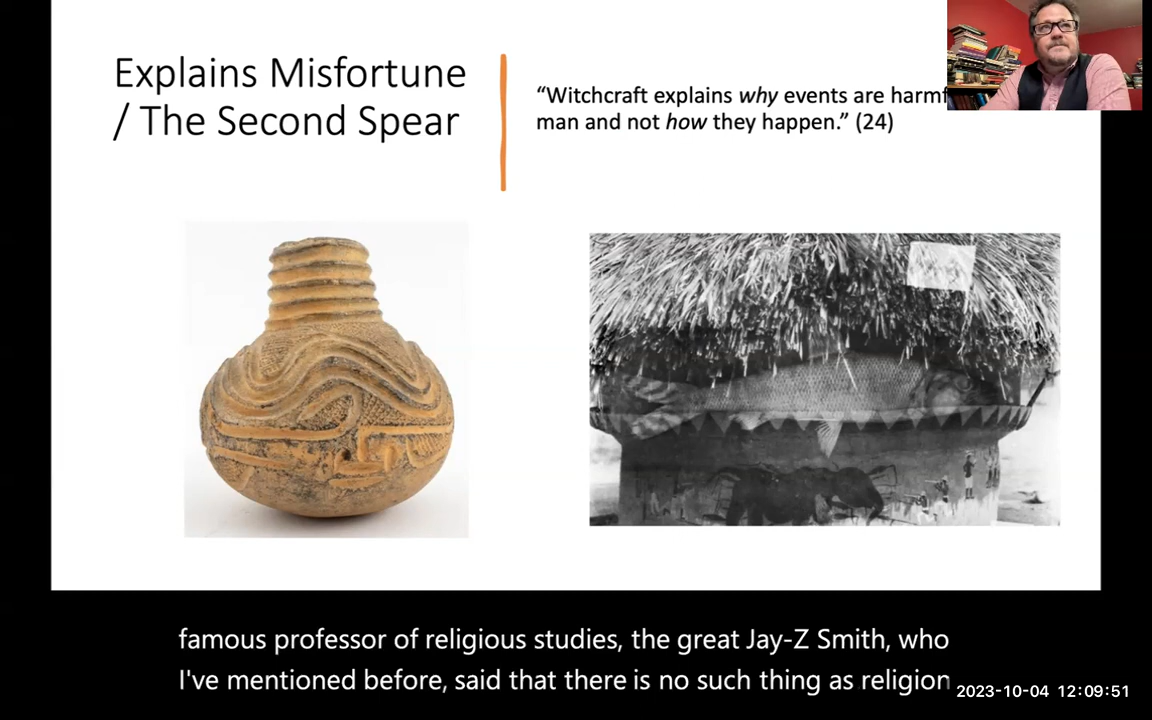 Explains Misfortune
/ The Second Spear
“Witchcraft explains why events are harmf
man and not how they happen.” (24)
famous professor of religious studies, the great Jay-Z Smith, who
I've mentioned before, said that there is no such thing as religion
2023-10-04 12:09:51